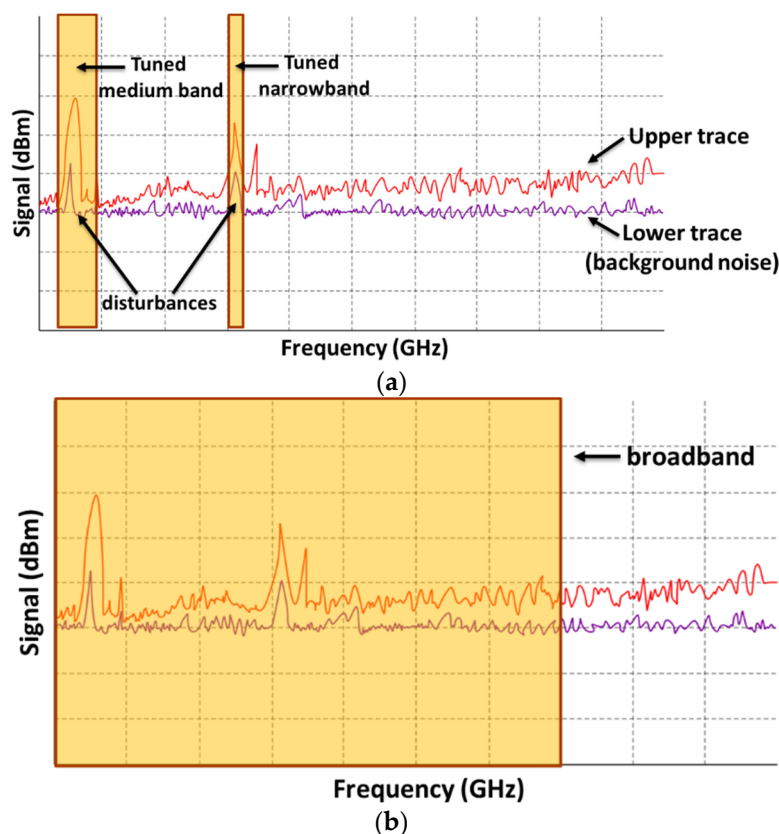 Tuned
medium band
Tuned
narrowband
Upper trace
Signal (dBm)
Lower trace
(background noise)
disturbances
Frequency (GHz)
(a)
broadband
Signal (dBm)
Frequency (GHz)
(b)